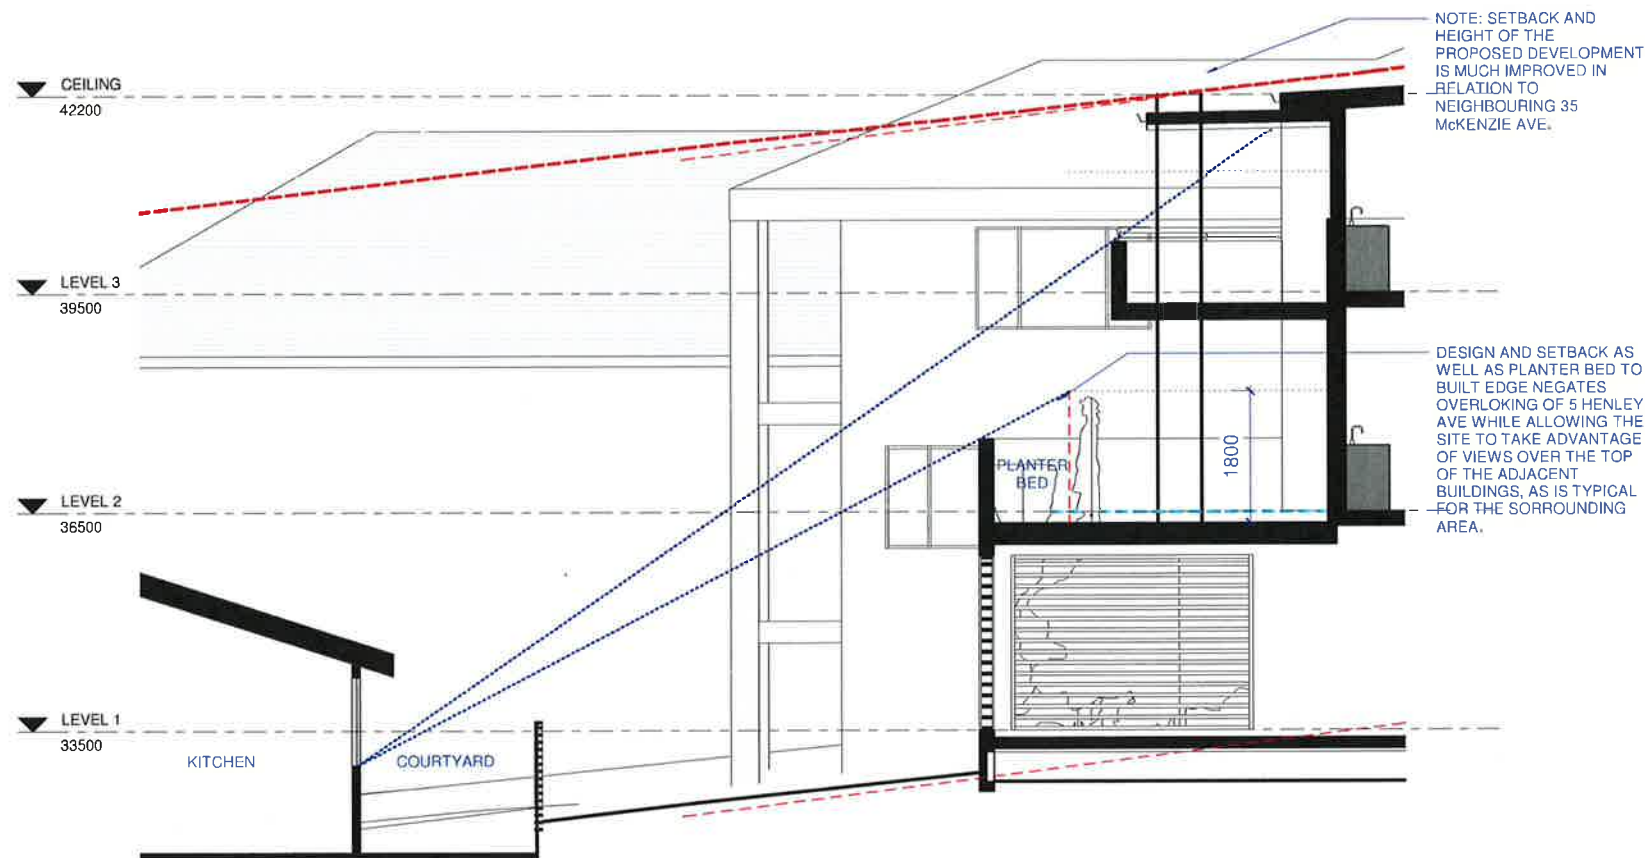 NOTE: SETBACK AND
HEIGHT OF THE
PROPOSED DEVELOPMENT
IS MUCH IMPROVED IN
RELATION TO
NEIGHBOURING 35
McKENZIE AVE.
CEILING
42200
LEVEL 3
39500
DESIGN AND SETBACK AS
WELL AS PLANTER BED TO
BUILT EDGE NEGATES
OVERLOKING OF 5 HENLEY
AVE WHILE ALLOWING THE
SITE TO TAKE ADVANTAGE
OF VIEWS OVER THE TOP
OF THE ADJACENT
BUILDINGS, AS IS TYPICAL
FOR THE SORROUNDING
AREA.
1800
PLANTER
BED
LEVEL 2
36500
LEVEL 1
33500
KITCHEN
COURTYARD